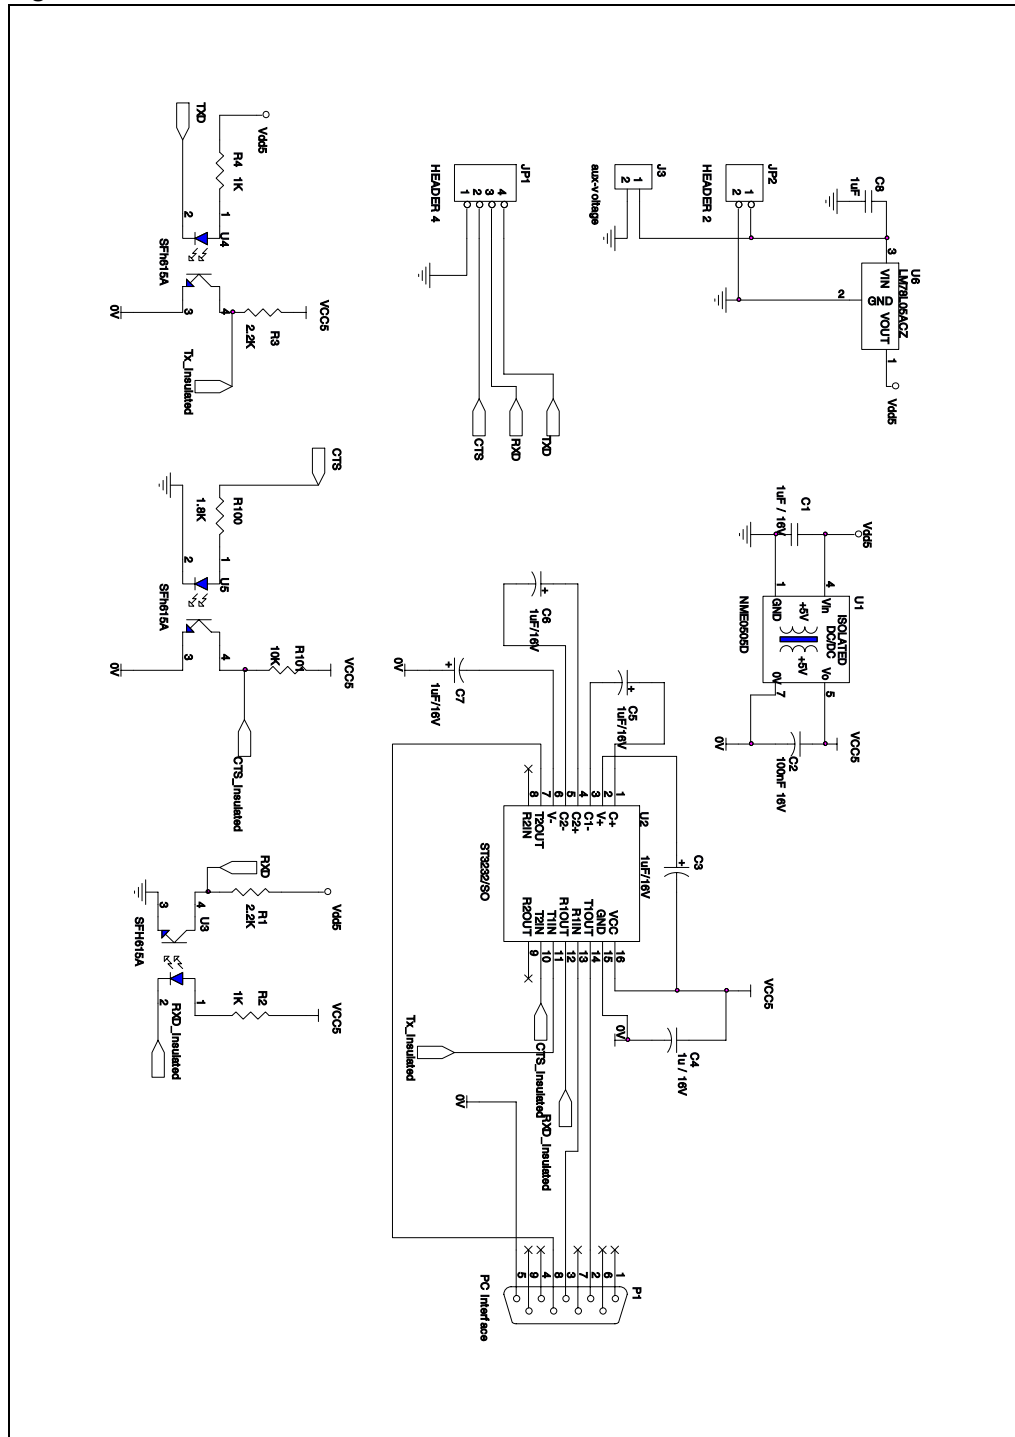 TXD
Vdd5
R4 1K
1
2
U4
SFh615A
3
4
0V
VCC5
R3
2.2K
Tx_Insulated
JP1
4
3
2
1
HEADER 4
CTS
RXD
TXD
J3
1
2
aux-voltage
JP2
1
2
HEADER 2
C8
1uF
U6
LM78L05ACZ
3
VIN
2
GND
VOUT
1
Vdd5
CTS
R100
1.8K
1
2
U5
SFh615A
3
4
0V
VCC5
R101
10K
CTS_Insulated
C1
1uF / 16V
Vdd5
U1
ISOLATED
DC/DC
4
1
Vin
GND
+5V
+5V
Vo
0V
5
7
NME0505D
VCC5
0V
C2
100nF 16V
C6
1uF/16V
0V
C7
1uF/16V
C5
1uF/16V
C3
1uF/16V
U2
1
2
3
4
5
6
7
8
C+
V+
C1-
C2+
C2-
V-
T2OUT
R2IN
ST3232/SO
VCC
GND
T1OUT
R1IN
R1OUT
T1IN
T2IN
R2OUT
16
15
14
13
12
11
10
9
VCC5
0V
C4
1u / 16V
RXD
Vdd5
R1
2.2K
U3
4
3
SFH615A
1
2
R2
1K
VCC5
RXD_Insulated
Tx_Insulated
CTS_Insulated
RXD_Insulated
0V
P1
1
6
2
7
3
8
4
9
5
PC Interface